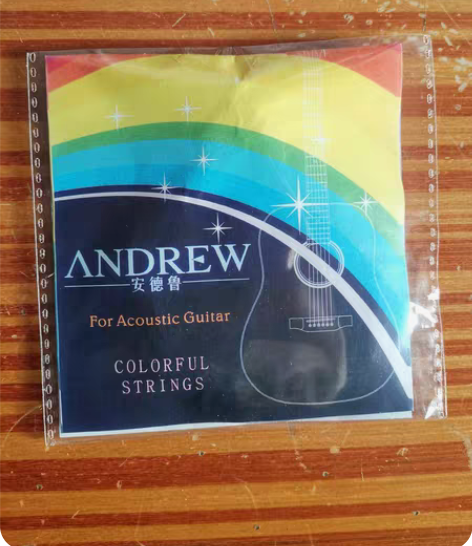 ANDREW
安德鲁
For Acoustic Guitar
COLORFUL
STRINGS